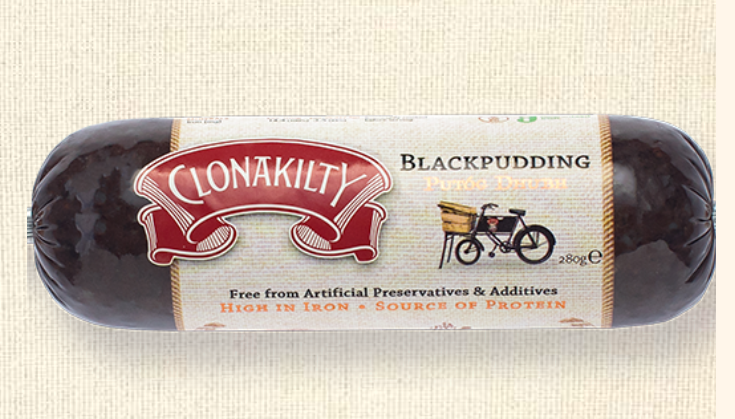 CLONAKILTY
BLACKPUDDING
280g e
Free from Artificial Preservatives & Additives
HIGH IN IRON • SOURCE OF PROTEIN